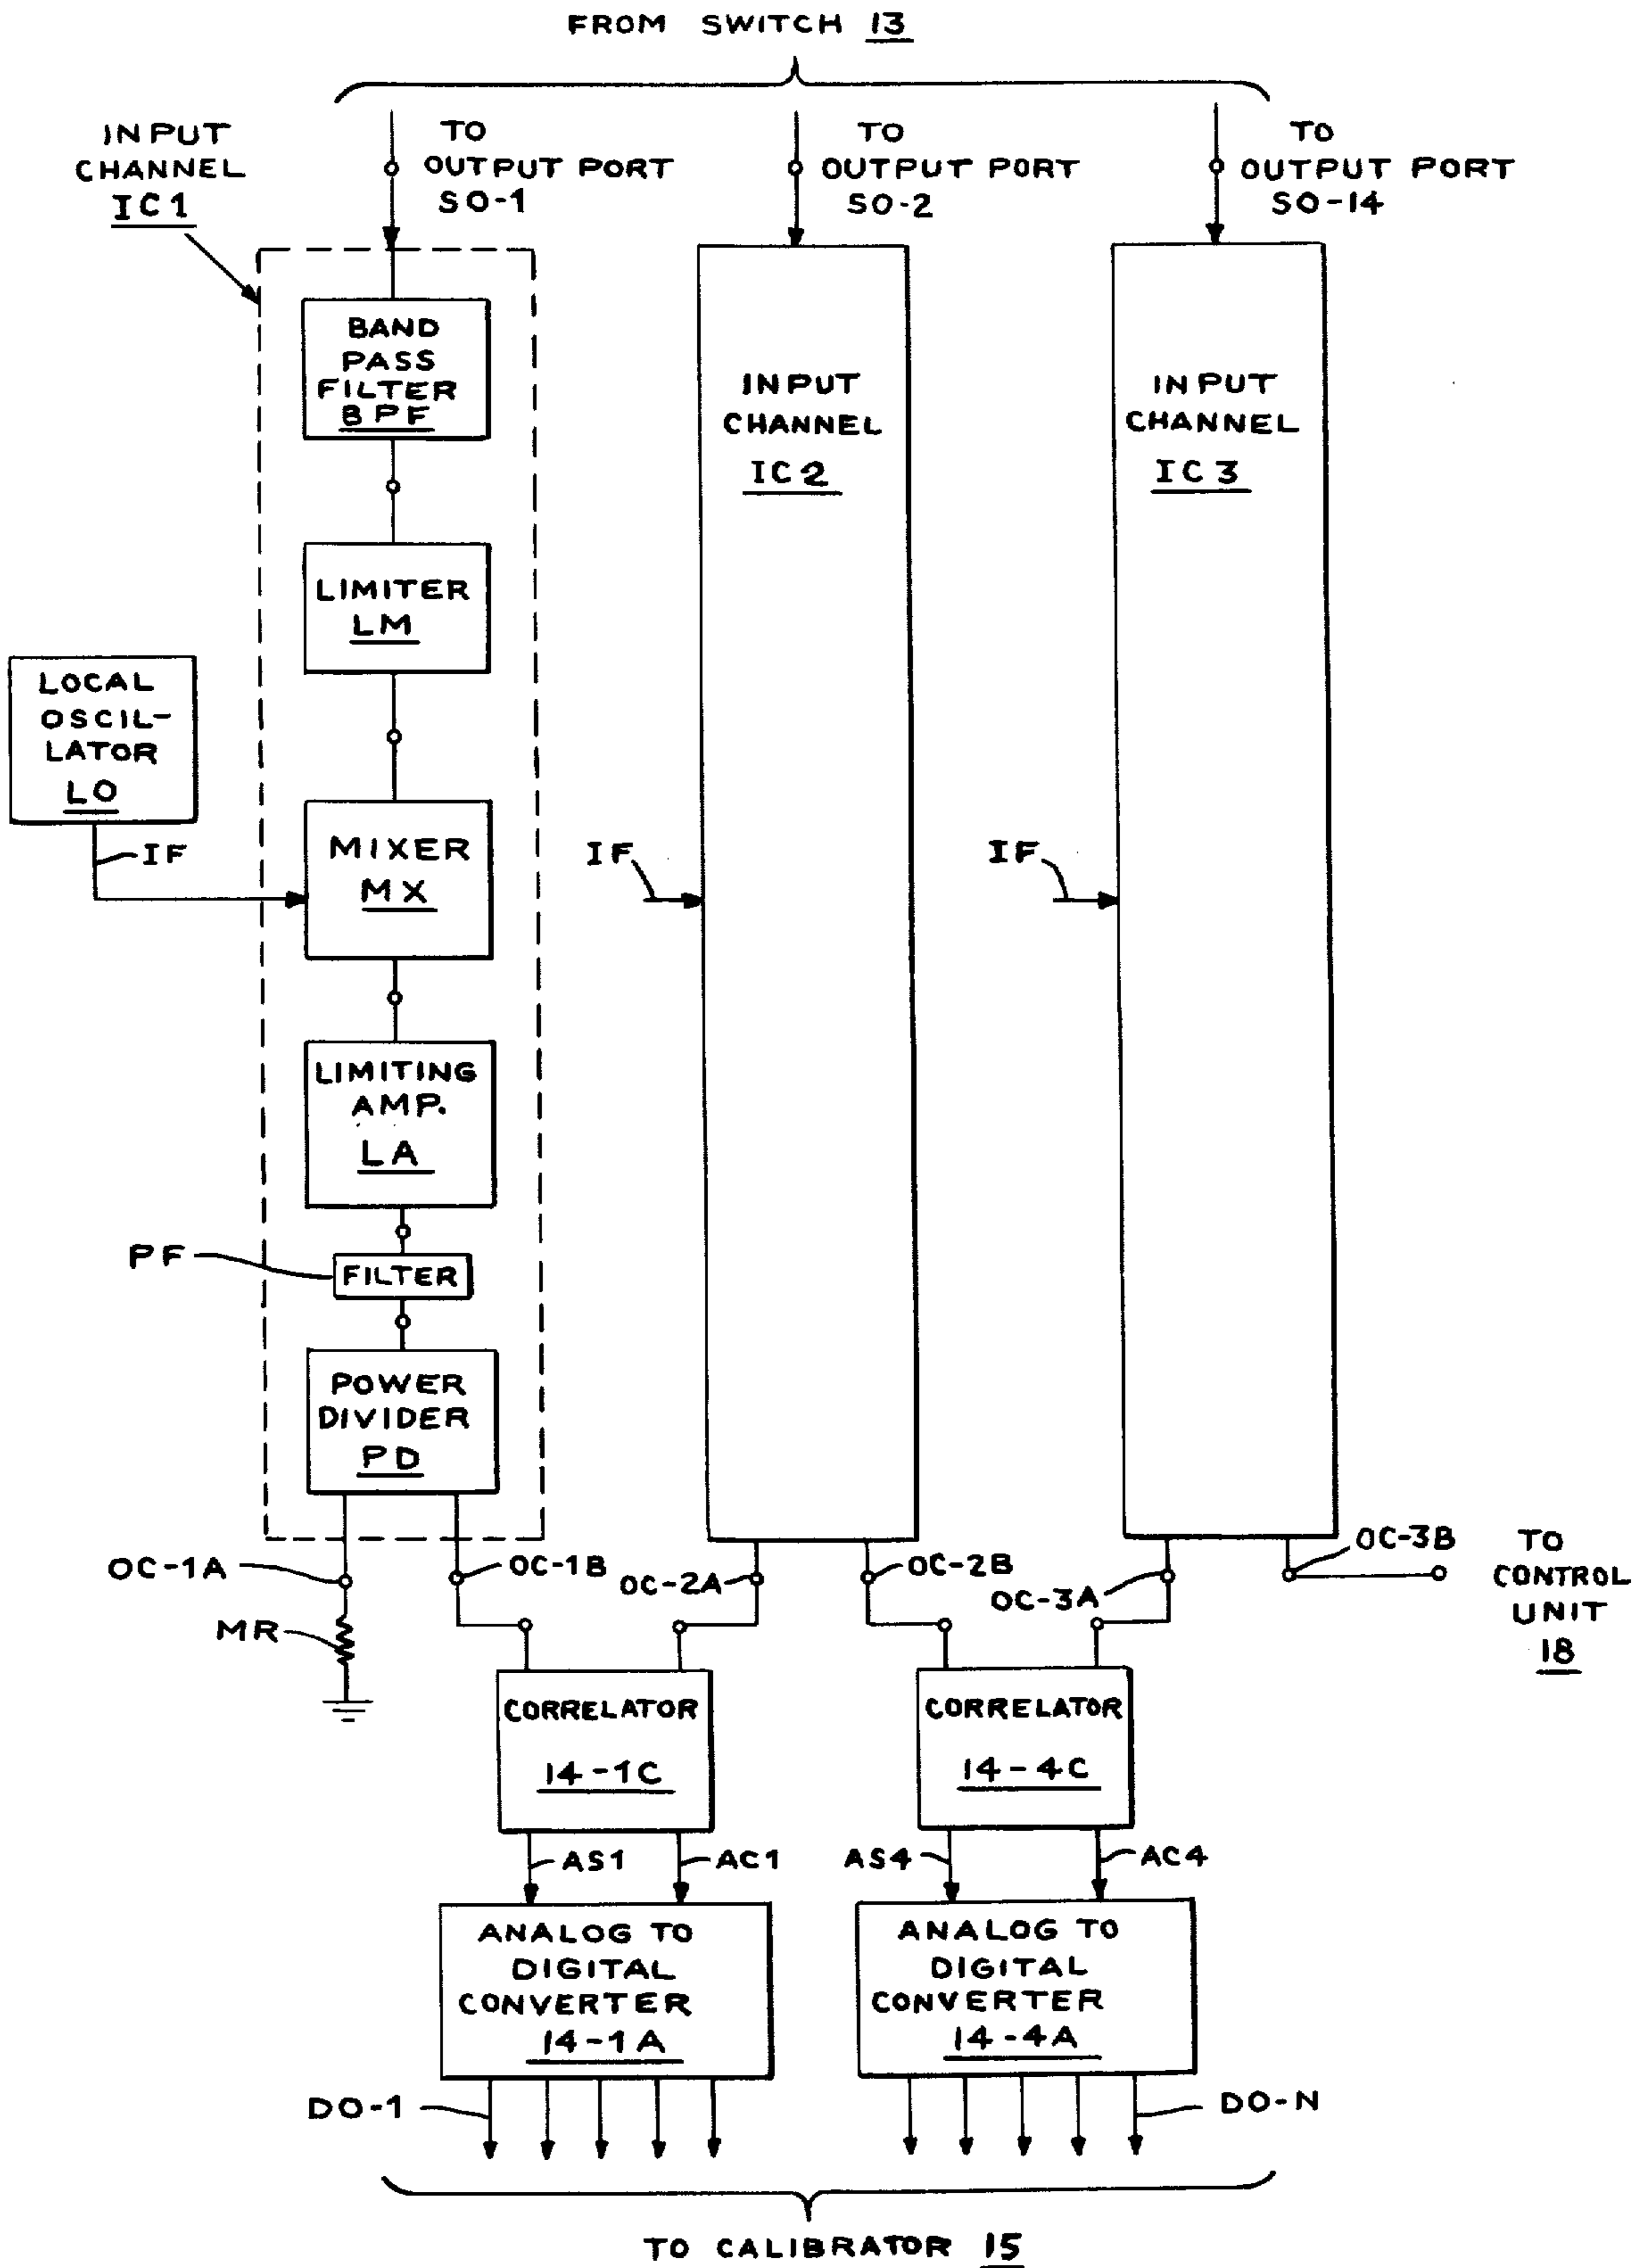 FROM SWITCH 13
INPUT
CHANNEL
IC1
TO
OUTPUT PORT
SO-1
TO
OUTPUT PORT
SO-2
TO
OUTPUT PORT
SO-14
BAND
PASS
FILTER
BPF
INPUT
CHANNEL
IC2
INPUT
CHANNEL
IC3
LIMITER
LM
LOCAL
OSCIL-
LATOR
LO
IF
MIXER
MX
IF
IF
LIMITING
AMP.
LA
PF
FILTER
POWER
DIVIDER
PD
OC-1A
OC-1B
OC-2A
OC-2B
OC-3A
OC-3B
TO
CONTROL
UNIT
18
MR
CORRELATOR
14-1C
CORRELATOR
14-4C
AS1
AC1
AS4
AC4
ANALOG TO
DIGITAL
CONVERTER
14-1A
ANALOG TO
DIGITAL
CONVERTER
14-4A
DO-1
DO-N
TO CALIBRATOR 15